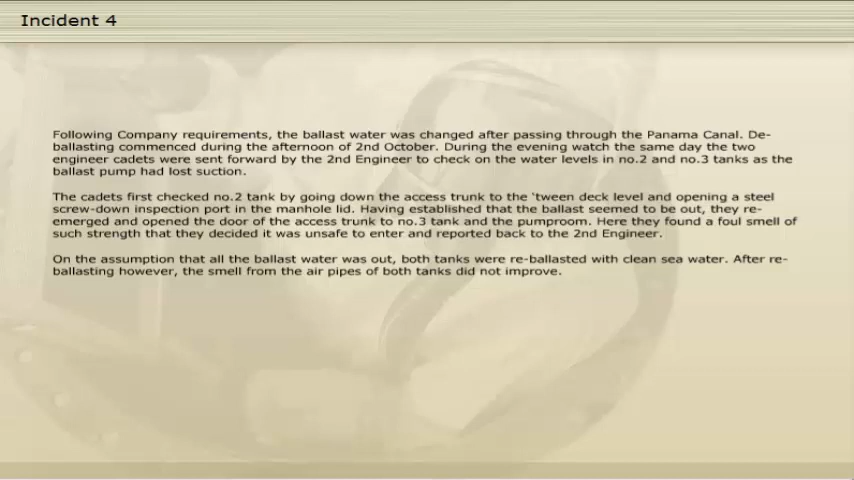 Incident 4
Following Company requirements, the ballast water was changed after passing through the Panama Canal. De-
ballasting commenced during the afternoon of 2nd October. During the evening watch the same day the two
engineer cadets were sent forward by the 2nd Engineer to check on the water levels in no.2 and no.3 tanks as the
ballast pump had lost suction.
The cadets first checked no.2 tank by going down the access trunk to the 'tween deck level and opening a steel
screw-down inspection port in the manhole lid. Having established that the ballast seemed to be out, they re-
emerged and opened the door of the access trunk to no.3 tank and the pumproom. Here they found a foul smell of
such strength that they decided it was unsafe to enter and reported back to the 2nd Engineer.
On the assumption that all the ballast water was out, both tanks were re-ballasted with clean sea water. After re-
ballasting however, the smell from the air pipes of both tanks did not improve.